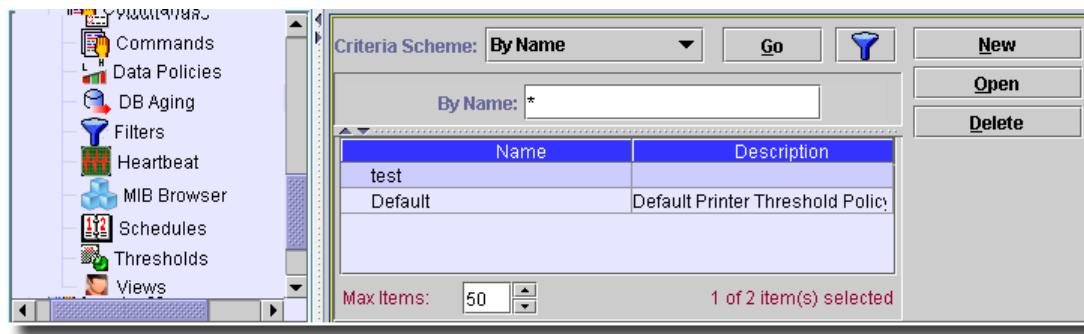 Commands
Data Policies
DB Aging
Filters
Heartbeat
MIB Browser
Schedules
Thresholds
Views
Criteria Scheme: By Name Go
By Name: *
Name Description
test
Default Default Printer Threshold Policy
Max Items: 50 1 of 2 item(s) selected
New
Open
Delete